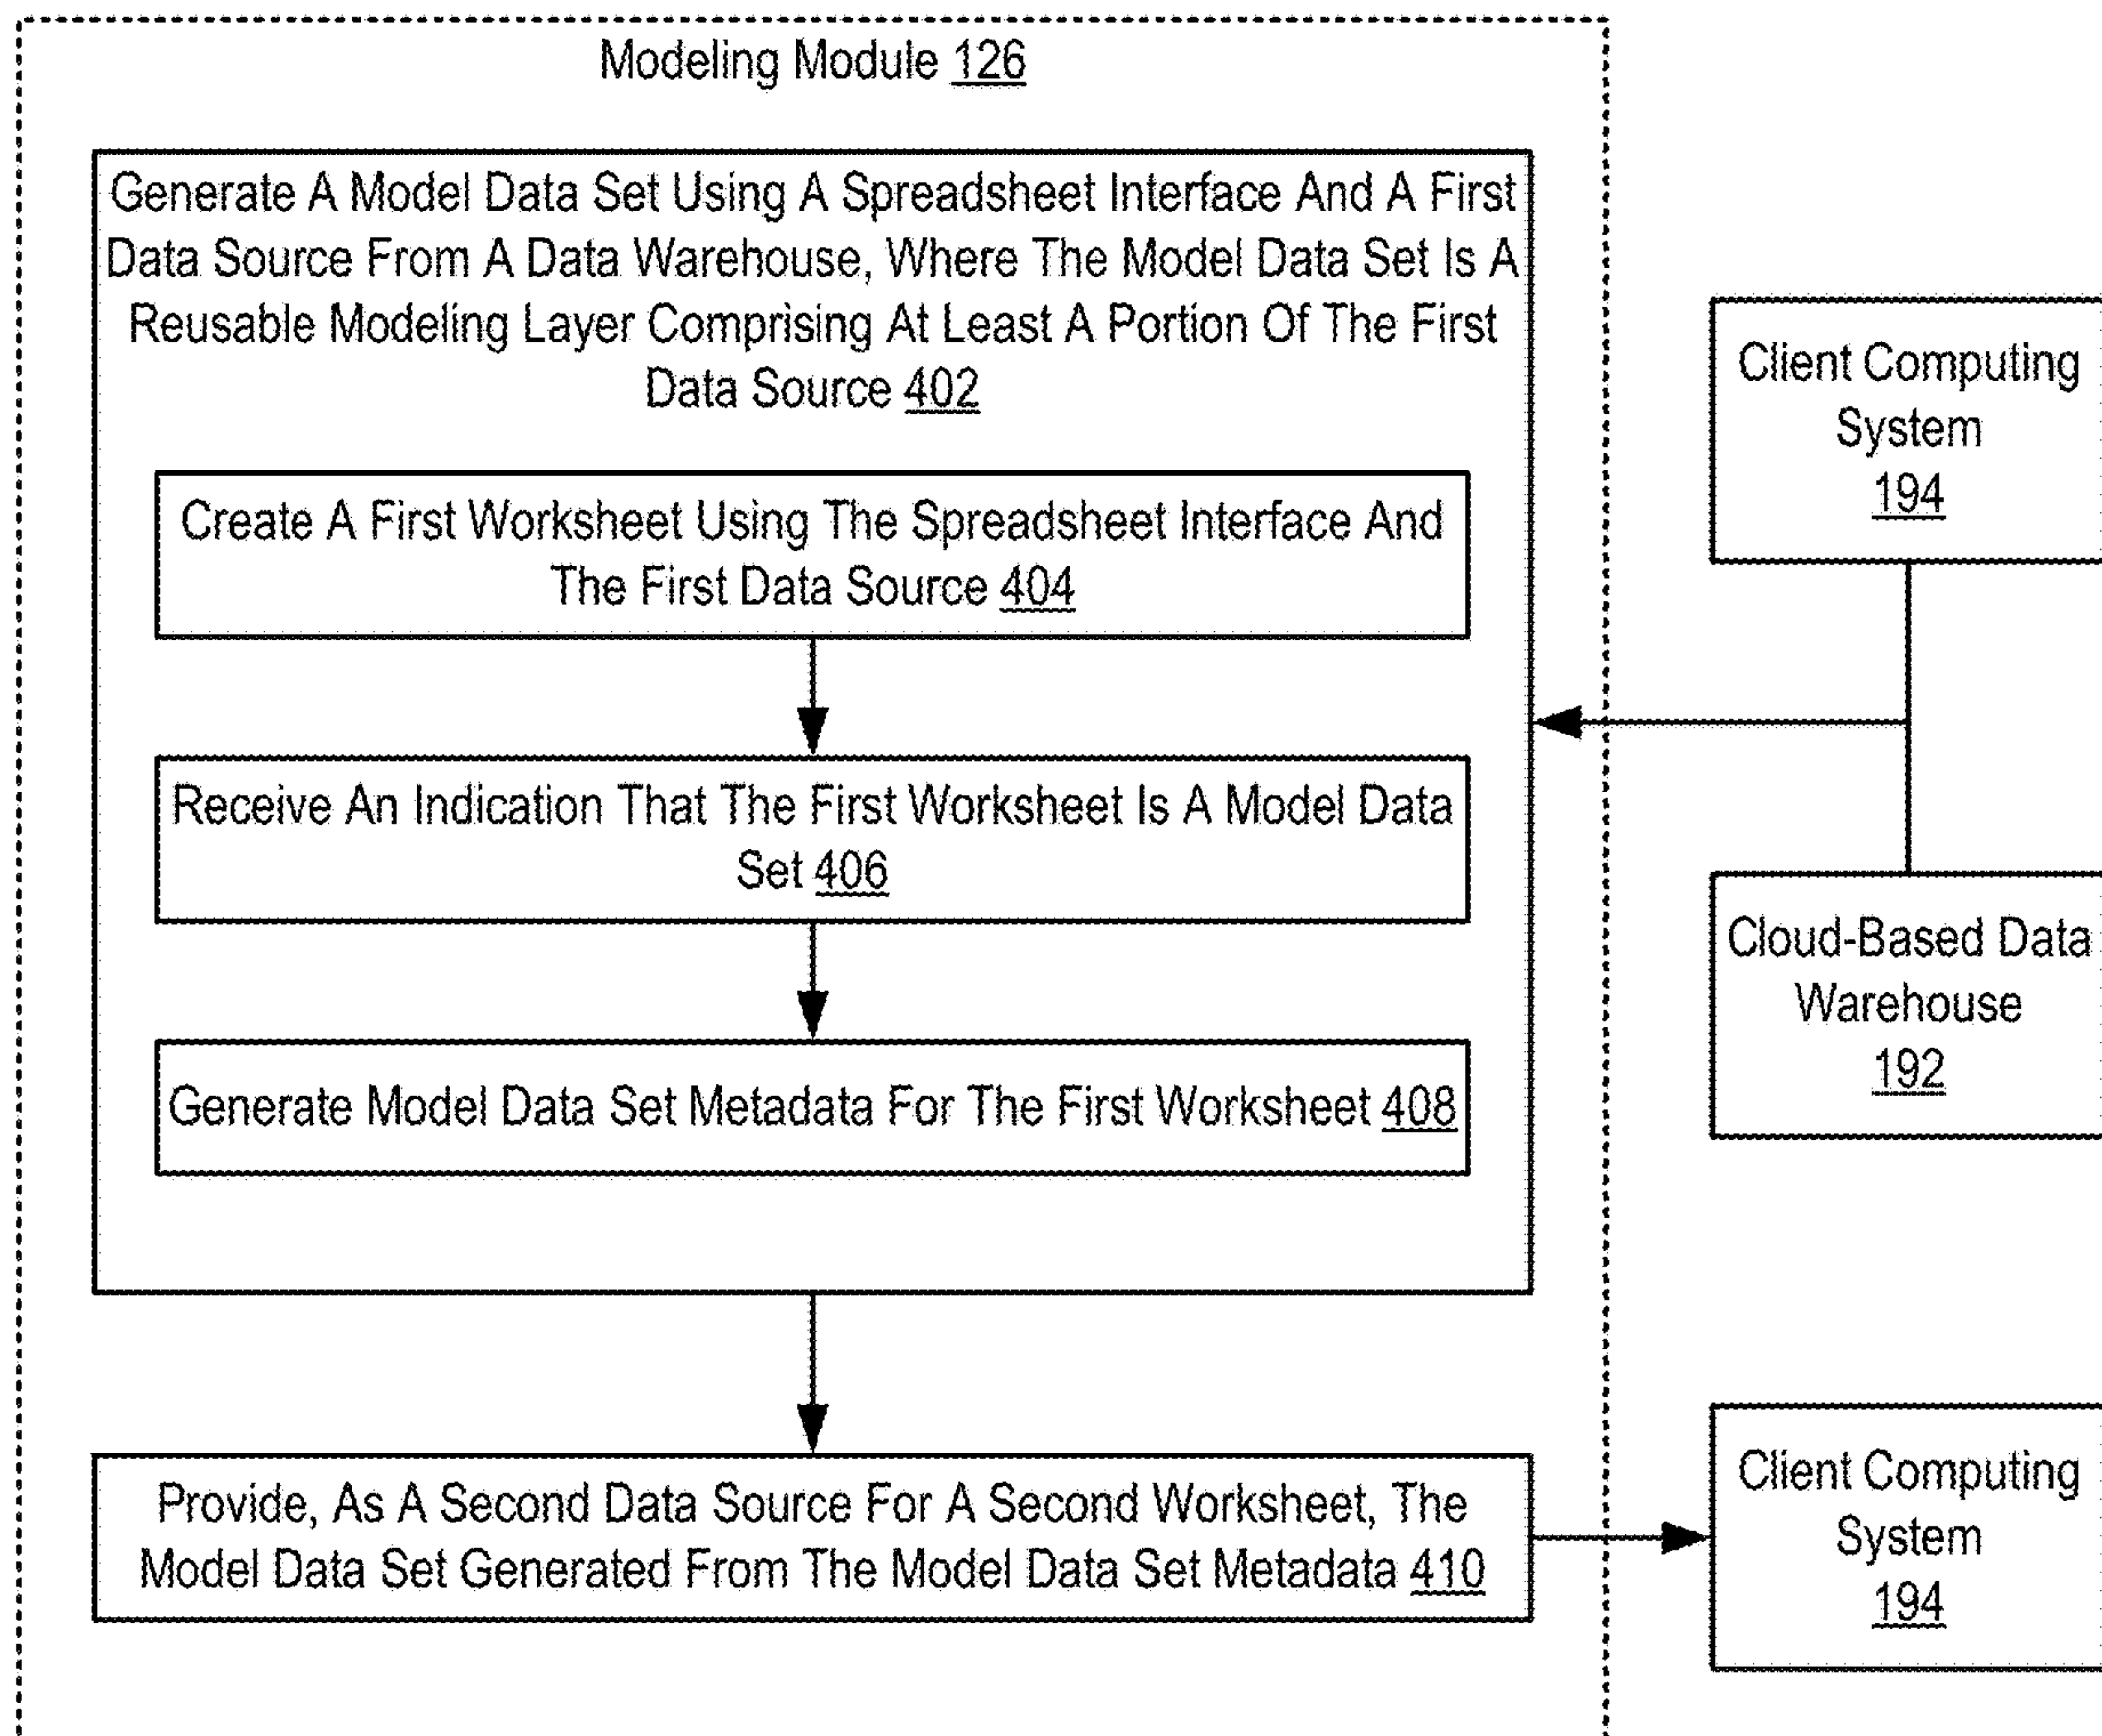 Modeling Module 126
Generate A Model Data Set Using A Spreadsheet Interface And A First
Data Source From A Data Warehouse, Where The Model Data Set Is A
Reusable Modeling Layer Comprising At Least A Portion Of The First
Data Source 402
Create A First Worksheet Using The Spreadsheet Interface And
The First Data Source 404
Receive An Indication That The First Worksheet Is A Model Data
Set 406
Generate Model Data Set Metadata For The First Worksheet 408
Provide, As A Second Data Source For A Second Worksheet, The
Model Data Set Generated From The Model Data Set Metadata 410
Client Computing
System
194
Cloud-Based Data
Warehouse
192
Client Computing
System
194